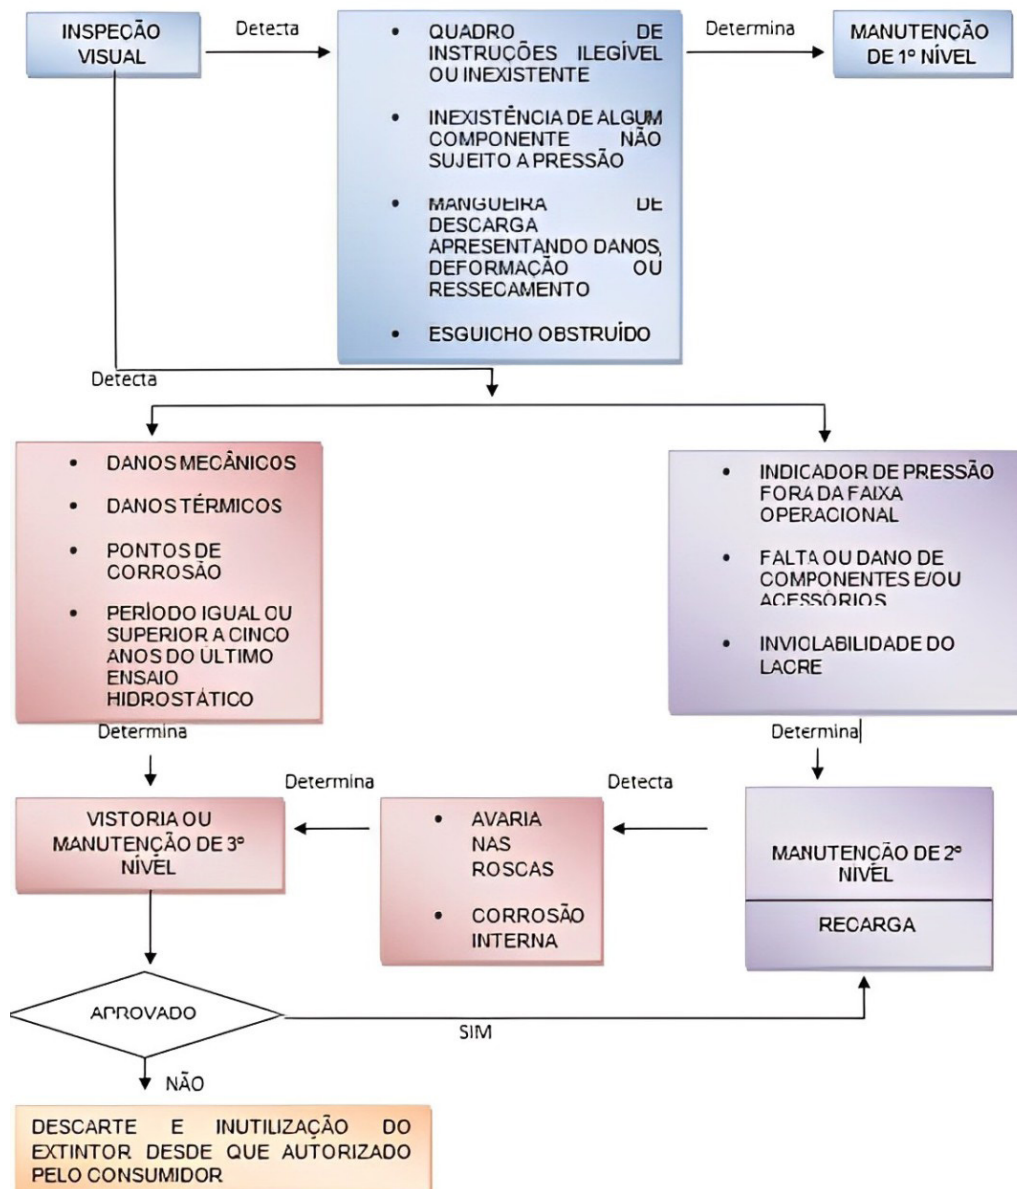 INSPEÇÃO
VISUAL
Detecta
• QUADRO DE
INSTRUÇÕES ILEGÍVEL
OU INEXISTENTE
• INEXISTÊNCIA DE ALGUM
COMPONENTE NÃO
SUJEITO A PRESSÃO
• MANGUEIRA DE
DESCARGA
APRESENTANDO DANOS,
DEFORMAÇÃO OU
RESSECAMENTO
• ESGUICHO OBSTRUÍDO
Determina
MANUTENÇÃO
DE 1º NÍVEL
Detecta
• DANOS MECÂNICOS
• DANOS TÉRMICOS
• PONTOS DE
CORROSÃO
• PERÍODO IGUAL OU
SUPERIOR A CINCO
ANOS DO ÚLTIMO
ENSAIO
HIDROSTÁTICO
• INDICADOR DE PRESSÃO
FORA DA FAIXA
OPERACIONAL
• FALTA OU DANO DE
COMPONENTES E/OU
ACESSÓRIOS
• INVIOLABILIDADE DO
LACRE
Determina
Determina
VISTORIA OU
MANUTENÇÃO DE 3º
NÍVEL
Determina
• AVARIA
NAS
ROSCAS
• CORROSÃO
INTERNA
Detecta
MANUTENÇÃO DE 2º
NÍVEL
RECARGA
APROVADO
SIM
NÃO
DESCARTE E INUTILIZAÇÃO DO
EXTINTOR DESDE QUE AUTORIZADO
PELO CONSUMIDOR